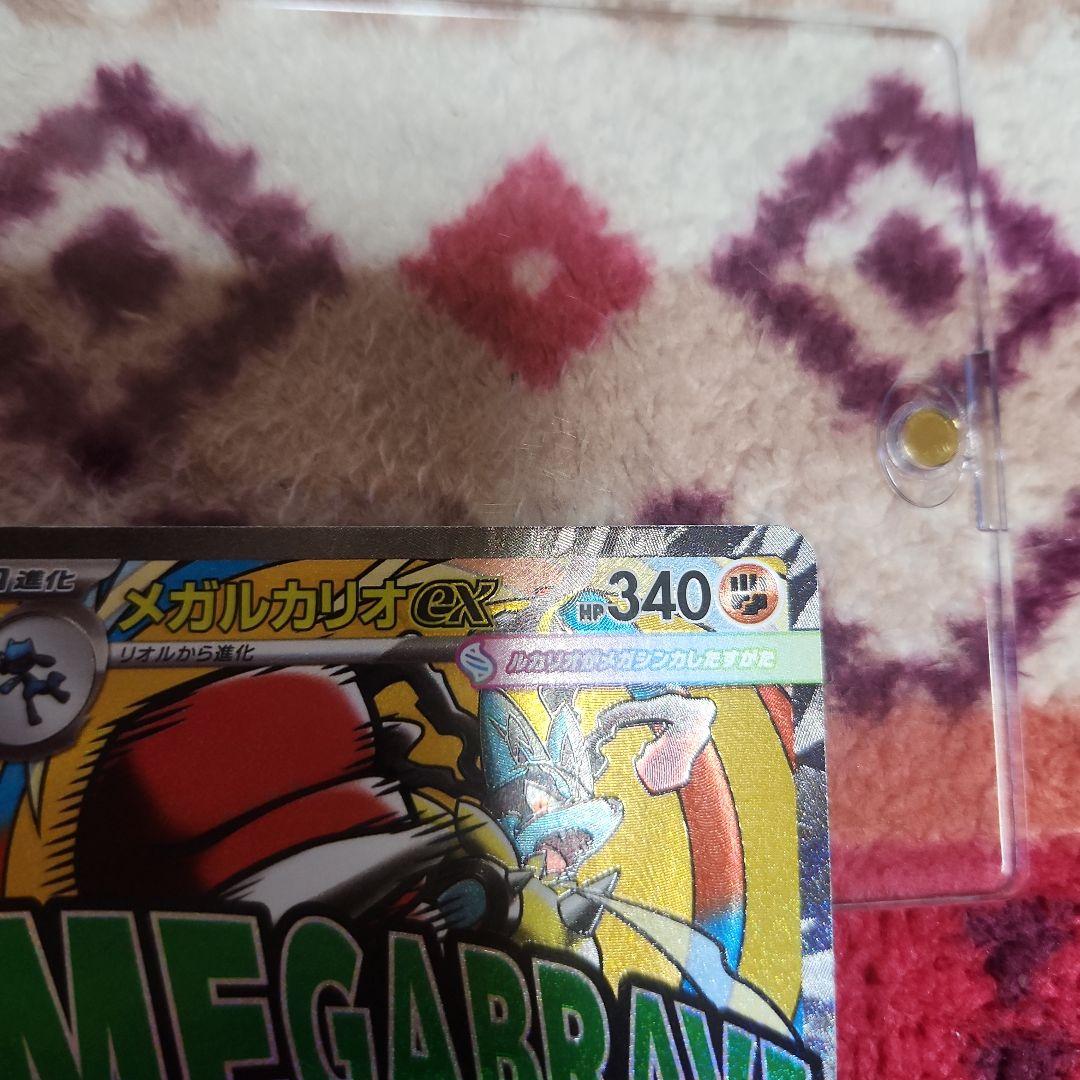 進化
メガルカリオex HP340
リオルから進化
ルカリオがメガシンカしたすがた
MEGABRAV